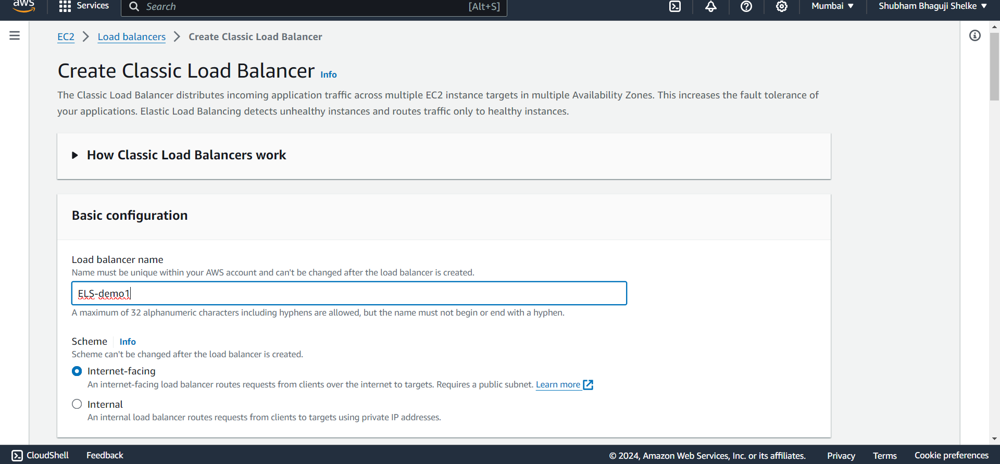 aws Services Search [Alt+S] Mumbai Shubham Bhaguji Shelke
EC2 Load balancers Create Classic Load Balancer
Create Classic Load Balancer Info
The Classic Load Balancer distributes incoming application traffic across multiple EC2 instance targets in multiple Availability Zones. This increases the fault tolerance of
your applications. Elastic Load Balancing detects unhealthy instances and routes traffic only to healthy instances.
How Classic Load Balancers work
Basic configuration
Load balancer name
Name must be unique within your AWS account and can't be changed after the load balancer is created.
ELS-demo1
A maximum of 32 alphanumeric characters including hyphens are allowed, but the name must not begin or end with a hyphen.
Scheme Info
Scheme can't be changed after the load balancer is created.
Internet-facing
An internet-facing load balancer routes requests from clients over the internet to targets. Requires a public subnet. Learn more
Internal
An internal load balancer routes requests from clients to targets using private IP addresses.
CloudShell Feedback © 2024, Amazon Web Services, Inc. or its affiliates. Privacy Terms Cookie preferences